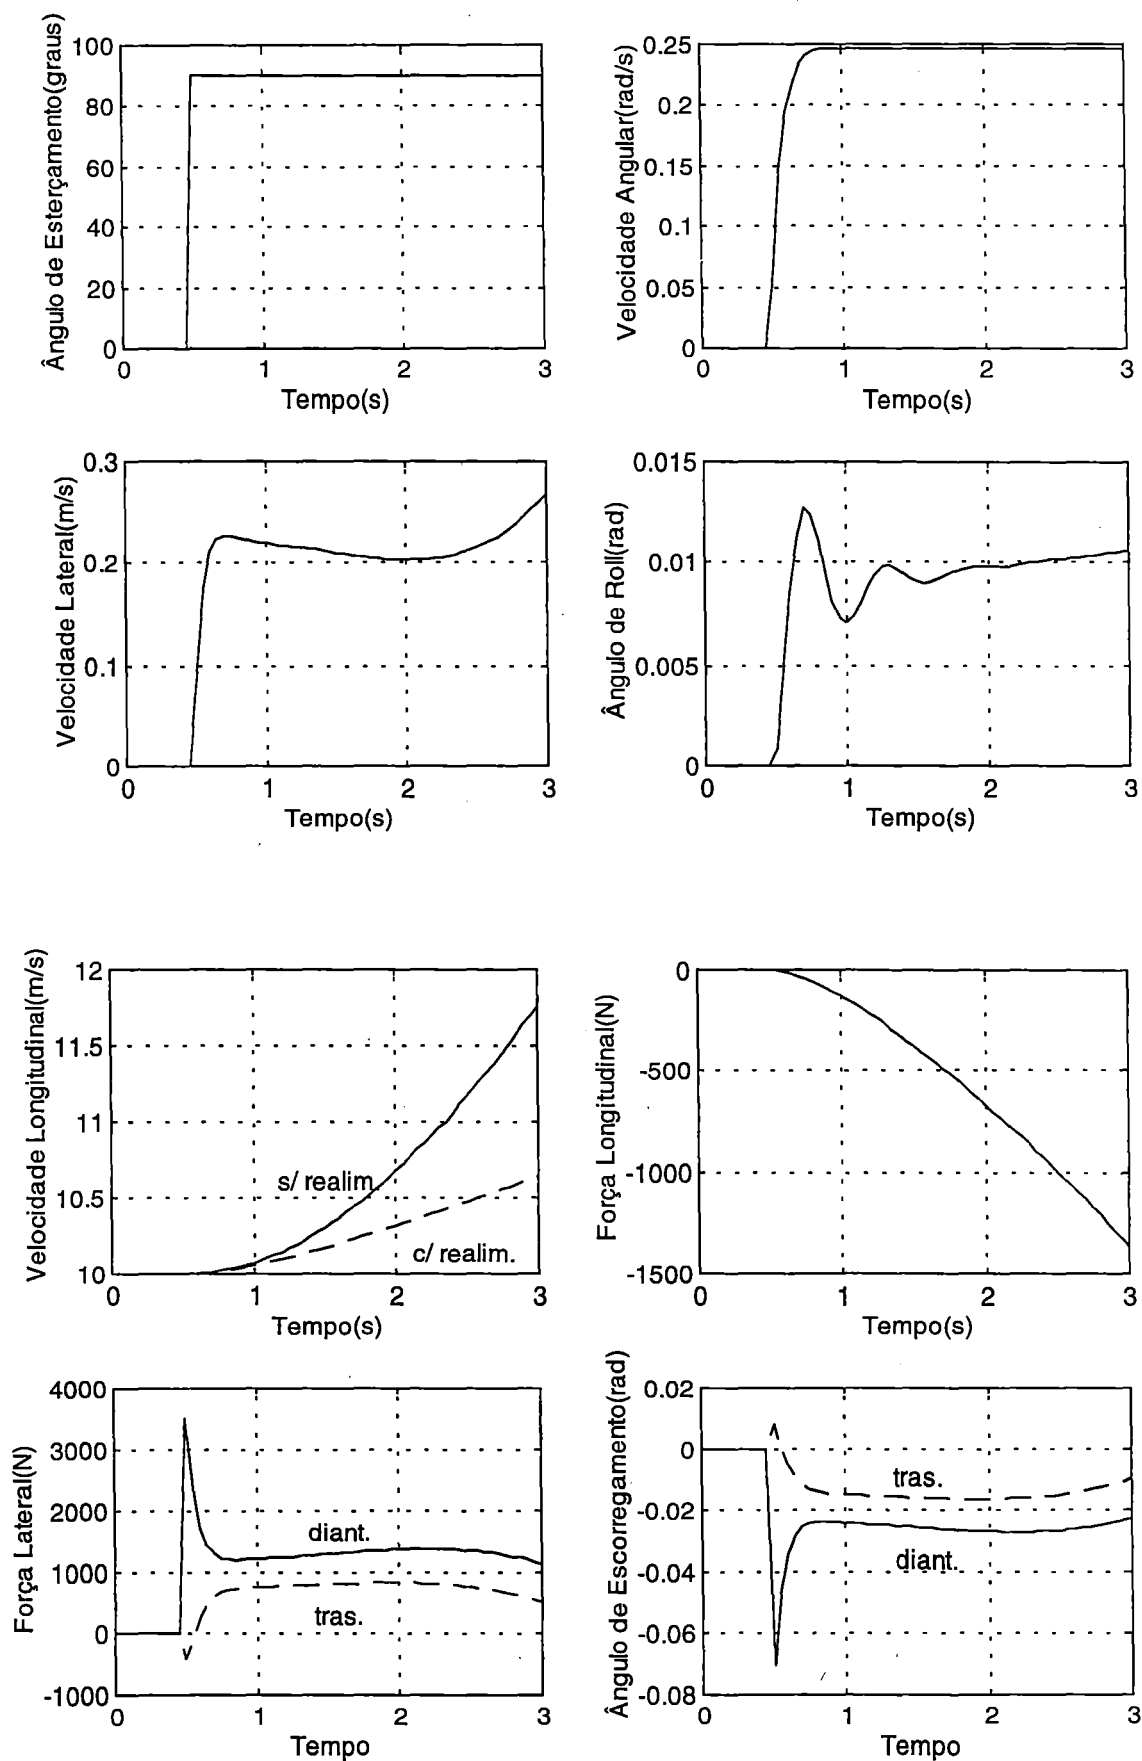 Ângulo de Esterçamento(graus)
100
80
60
40
20
0
0 1 2 3
Tempo(s)
Velocidade Angular(rad/s)
0.25
0.2
0.15
0.1
0.05
0
0 1 2 3
Tempo(s)
Velocidade Lateral(m/s)
0.3
0.2
0.1
0
0 1 2 3
Tempo(s)
Ângulo de Roll(rad)
0.015
0.01
0.005
0
0 1 2 3
Tempo(s)
Velocidade Longitudinal(m/s)
12
11.5
11
10.5
10
s/ realim.
c/ realim.
0 1 2 3
Tempo(s)
Força Longitudinal(N)
0
-500
-1000
-1500
0 1 2 3
Tempo(s)
Força Lateral(N)
4000
3000
2000
1000
0
-1000
diant.
tras.
0 1 2 3
Tempo
Ângulo de Escorregamento(rad)
0.02
0
-0.02
-0.04
-0.06
-0.08
tras.
diant.
0 1 2 3
Tempo